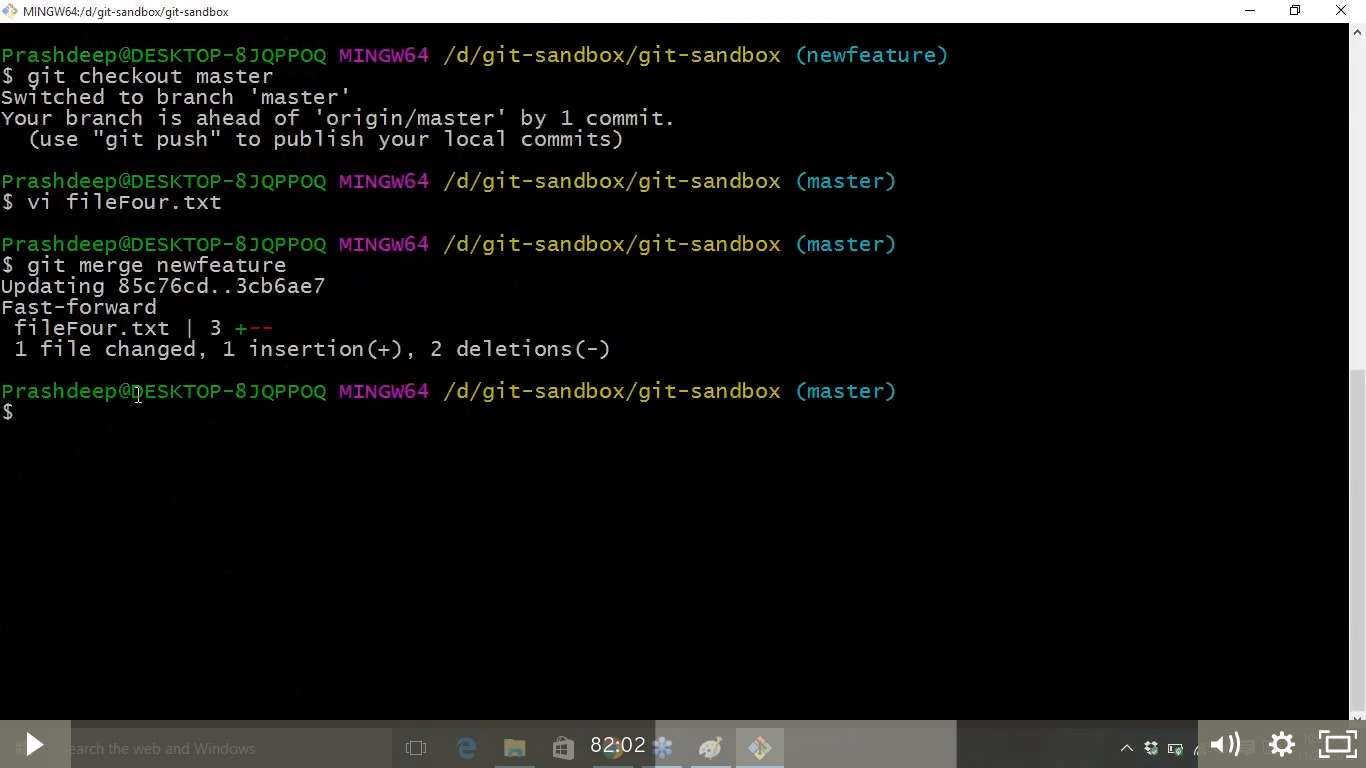 MINGW64:/d/git-sandbox/git-sandbox
Prashdeep@DESKTOP-8JQPPOQ MINGW64 /d/git-sandbox/git-sandbox (newfeature)
$ git checkout master
Switched to branch 'master'
Your branch is ahead of 'origin/master' by 1 commit.
  (use "git push" to publish your local commits)
Prashdeep@DESKTOP-8JQPPOQ MINGW64 /d/git-sandbox/git-sandbox (master)
$ vi fileFour.txt
Prashdeep@DESKTOP-8JQPPOQ MINGW64 /d/git-sandbox/git-sandbox (master)
$ git merge newfeature
Updating 85c76cd..3cb6ae7
Fast-forward
 fileFour.txt | 3 +--
 1 file changed, 1 insertion(+), 2 deletions(-)
Prashdeep@DESKTOP-8JQPPOQ MINGW64 /d/git-sandbox/git-sandbox (master)
$
Search the web and Windows
82:02